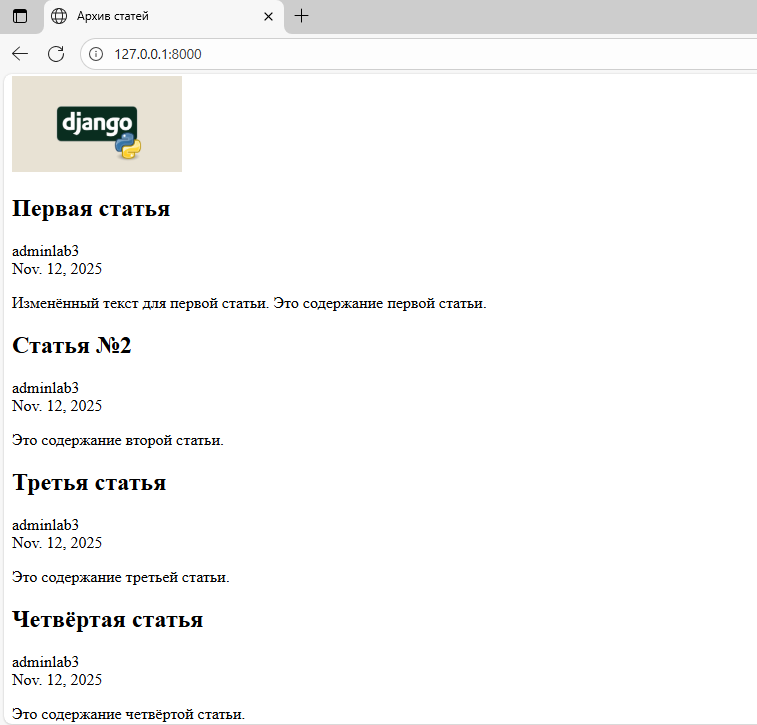 Архив статей
127.0.0.1:8000
django
Первая статья
adminlab3
Nov. 12, 2025
Изменённый текст для первой статьи. Это содержание первой статьи.
Статья №2
adminlab3
Nov. 12, 2025
Это содержание второй статьи.
Третья статья
adminlab3
Nov. 12, 2025
Это содержание третьей статьи.
Четвёртая статья
adminlab3
Nov. 12, 2025
Это содержание четвёртой статьи.